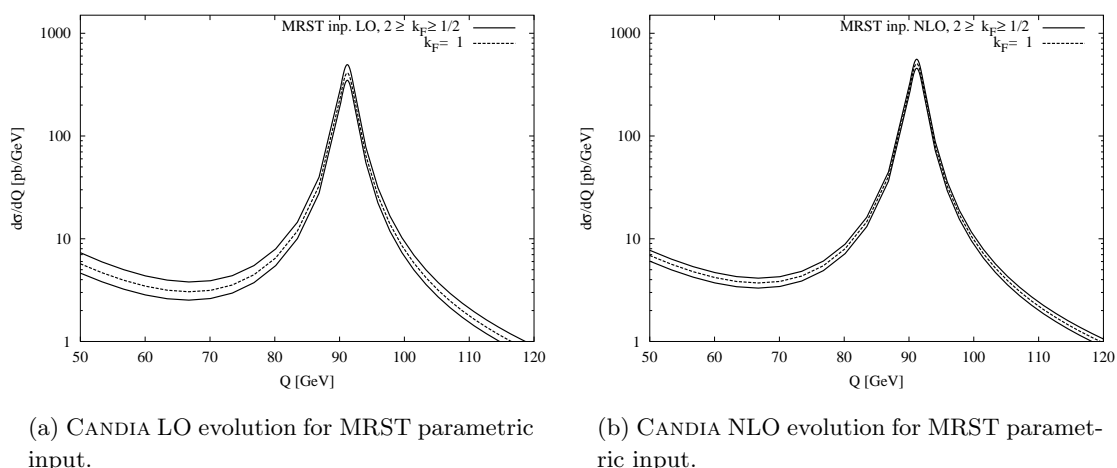 MRST inp. LO, 2 ≥ k_F ≥ 1/2
k_F = 1
1000
100
10
1
dσ/dQ [pb/GeV]
50 60 70 80 90 100 110 120
Q [GeV]
(a) CANDIA LO evolution for MRST parametric
input.
MRST inp. NLO, 2 ≥ k_F ≥ 1/2
k_F = 1
1000
100
10
1
dσ/dQ [pb/GeV]
50 60 70 80 90 100 110 120
Q [GeV]
(b) CANDIA NLO evolution for MRST paramet-
ric input.